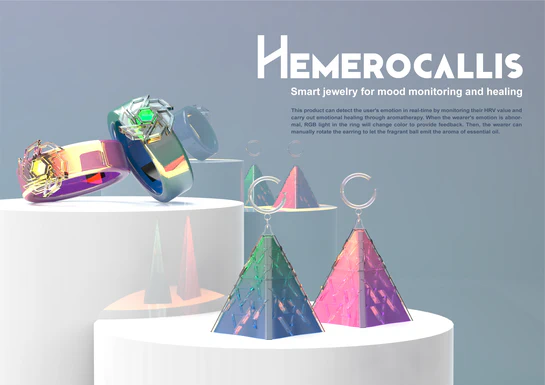 HEMEROCALLIS
Smart jewelry for mood monitoring and healing
This product can detect the user's emotion in real-time by monitoring their HRV value and
carry out emotional healing through aromatherapy. When the wearer's emotion is abnor-
mal, RGB light in the ring will change color to provide feedback. Then, the wearer can
manually rotate the earring to let the fragrant ball emit the aroma of essential oil.